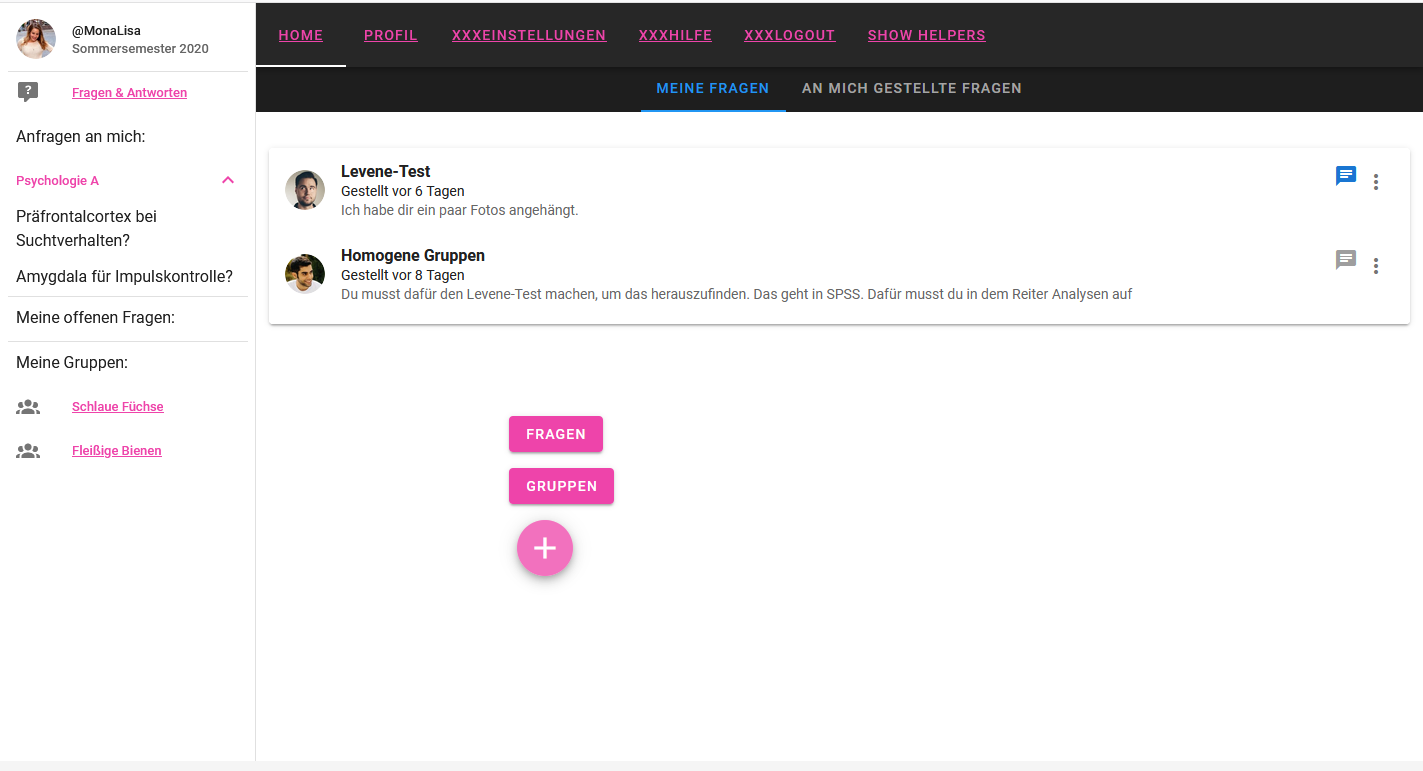 @MonaLisa
Sommersemester 2020
Fragen & Antworten
Anfragen an mich:
Psychologie A
Präfrontalcortex bei
Suchtverhalten?
Amygdala für Impulskontrolle?
Meine offenen Fragen:
Meine Gruppen:
Schlaue Füchse
Fleißige Bienen
HOME PROFIL XXXEINSTELLUNGEN XXXHILFE XXXLOGOUT SHOW HELPERS
MEINE FRAGEN AN MICH GESTELLTE FRAGEN
Levene-Test
Gestellt vor 6 Tagen
Ich habe dir ein paar Fotos angehängt.
Homogene Gruppen
Gestellt vor 8 Tagen
Du musst dafür den Levene-Test machen, um das herauszufinden. Das geht in SPSS. Dafür musst du in dem Reiter Analysen auf
FRAGEN
GRUPPEN